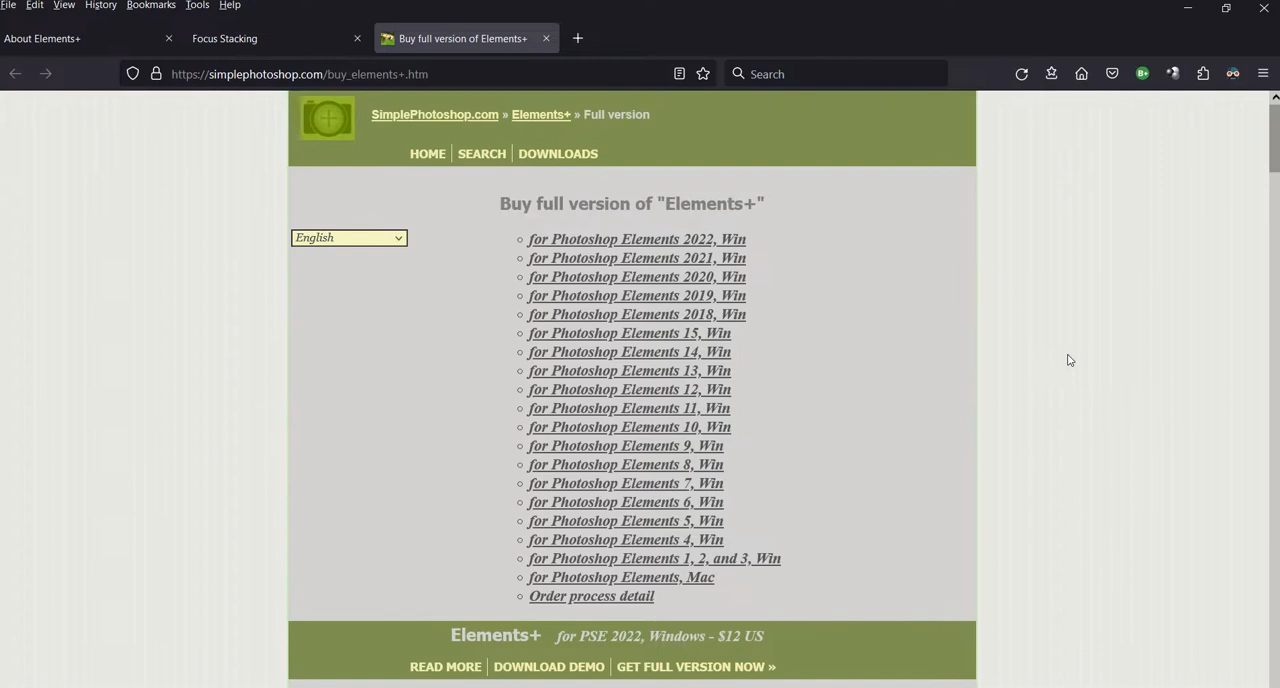 File Edit View History Bookmarks Tools Help
About Elements+ Focus Stacking Buy full version of Elements+
https://simplephotoshop.com/buy_elements+.htm Search
SimplePhotoshop.com » Elements+ » Full version
HOME SEARCH DOWNLOADS
Buy full version of "Elements+"
English
for Photoshop Elements 2022, Win
for Photoshop Elements 2021, Win
for Photoshop Elements 2020, Win
for Photoshop Elements 2019, Win
for Photoshop Elements 2018, Win
for Photoshop Elements 15, Win
for Photoshop Elements 14, Win
for Photoshop Elements 13, Win
for Photoshop Elements 12, Win
for Photoshop Elements 11, Win
for Photoshop Elements 10, Win
for Photoshop Elements 9, Win
for Photoshop Elements 8, Win
for Photoshop Elements 7, Win
for Photoshop Elements 6, Win
for Photoshop Elements 5, Win
for Photoshop Elements 4, Win
for Photoshop Elements 1, 2, and 3, Win
for Photoshop Elements, Mac
Order process detail
Elements+ for PSE 2022, Windows - $12 US
READ MORE DOWNLOAD DEMO GET FULL VERSION NOW »